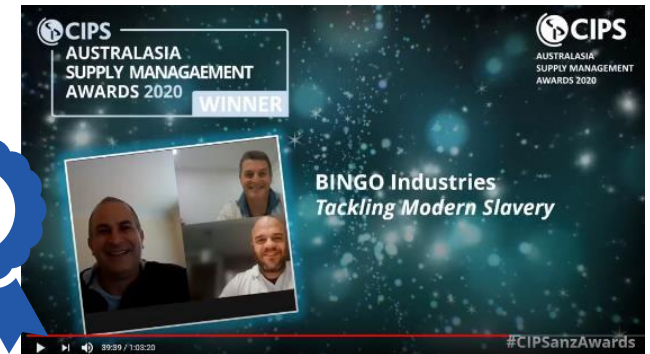 CIPS
AUSTRALASIA
SUPPLY MANAGAEMENT
AWARDS 2020
WINNER
CIPS
AUSTRALASIA
SUPPLY MANAGEMENT
AWARDS 2020
BINGO Industries
Tackling Modern Slavery
39:39 / 1:03:20
#CIPSanzAwards